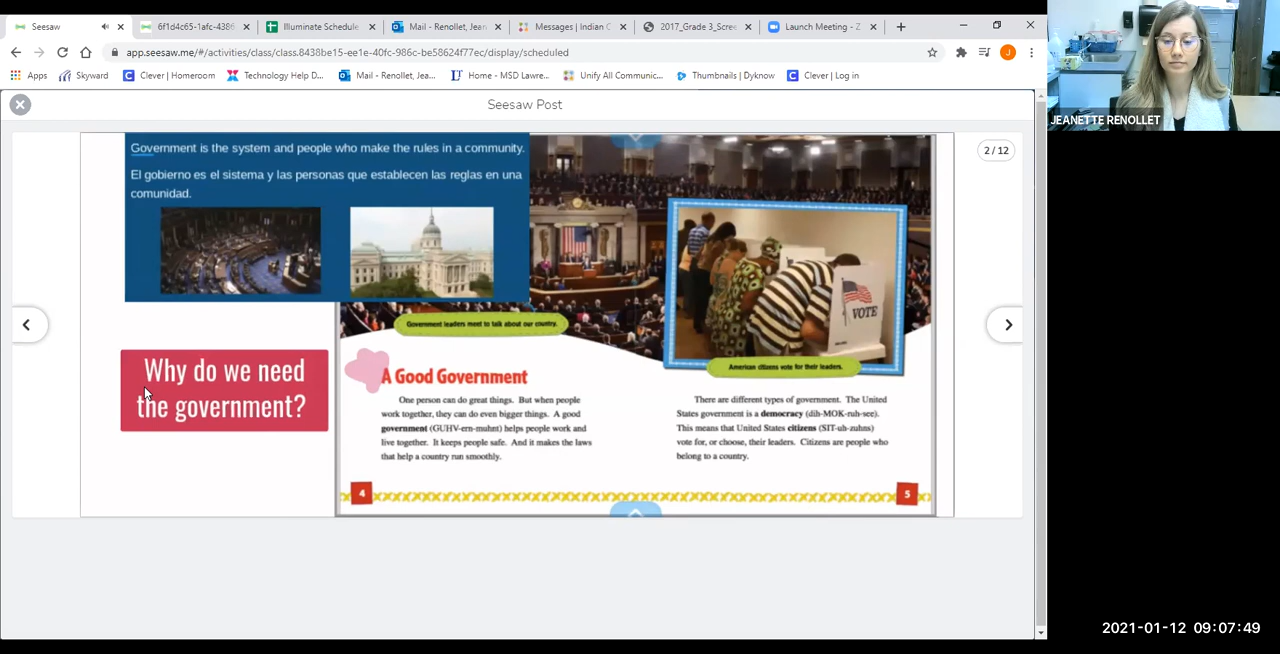 Seesaw
6f1d4c65-1afc-4386
Illuminate Schedule
Mail - Renollet, Jean
Messages | Indian C
2017_Grade 3_Scree
Launch Meeting - Z
app.seesaw.me/#/activities/class/class.8438be15-ee1e-40fc-986c-be58624f77ec/display/scheduled
Apps
Skyward
Clever | Homeroom
Technology Help D...
Mail - Renollet, Jea...
Home - MSD Lawre...
Unify All Communic...
Thumbnails | Dyknow
Clever | Log in
Seesaw Post
2 / 12
Government is the system and people who make the rules in a community.
El gobierno es el sistema y las personas que establecen las reglas en una
comunidad.
Why do we need
the government?
Government leaders meet to talk about our country.
A Good Government
One person can do great things. But when people
work together, they can do even bigger things. A good
government (GUHV-ern-muhnt) helps people work and
live together. It keeps people safe. And it makes the laws
that help a country run smoothly.
4
VOTE
American citizens vote for their leaders.
There are different types of government. The United
States government is a democracy (dih-MOK-ruh-see).
This means that United States citizens (SIT-uh-zuhns)
vote for, or choose, their leaders. Citizens are people who
belong to a country.
5
JEANETTE RENOLLET
2021-01-12 09:07:49